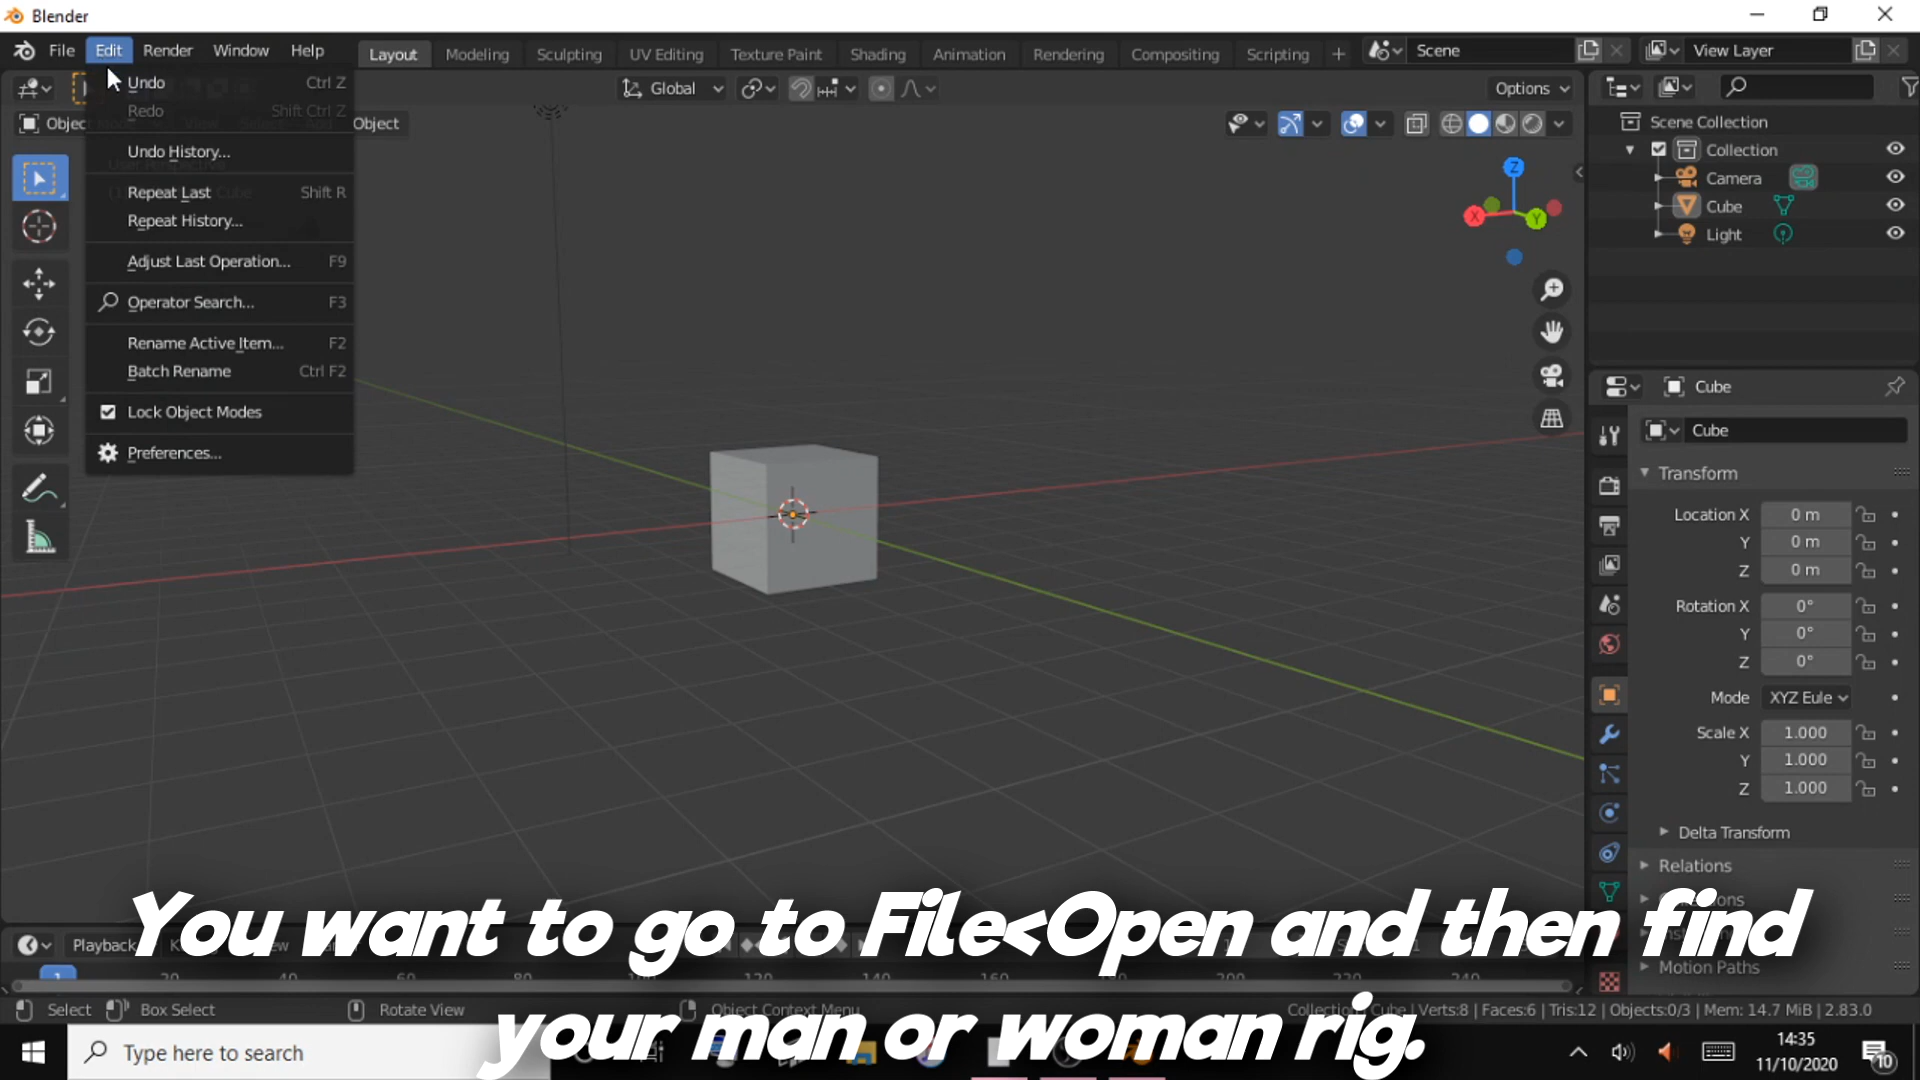 Blender
File Edit Render Window Help
Layout Modeling Sculpting UV Editing Texture Paint Shading Animation Rendering Compositing Scripting +
Scene
View Layer
Global
Options
Object
Undo Ctrl Z
Redo Shift Ctrl Z
Undo History...
Repeat Last Shift R
Repeat History...
Adjust Last Operation... F9
Operator Search... F3
Rename Active Item... F2
Batch Rename Ctrl F2
Lock Object Modes
Preferences...
Z
X
Y
Scene Collection
Collection
Camera
Cube
Light
Cube
Cube
Transform
Location X 0 m
Y 0 m
Z 0 m
Rotation X 0°
Y 0°
Z 0°
Mode XYZ Eule
Scale X 1.000
Y 1.000
Z 1.000
Delta Transform
Relations
Motion Paths
You want to go to File<Open and then find
your man or woman rig.
Playback
Select Box Select Rotate View Object Context Menu
Collection | Cube | Verts:8 | Faces:6 | Tris:12 | Objects:0/3 | Mem: 14.7 MiB | 2.83.0
Type here to search
14:35
11/10/2020
10